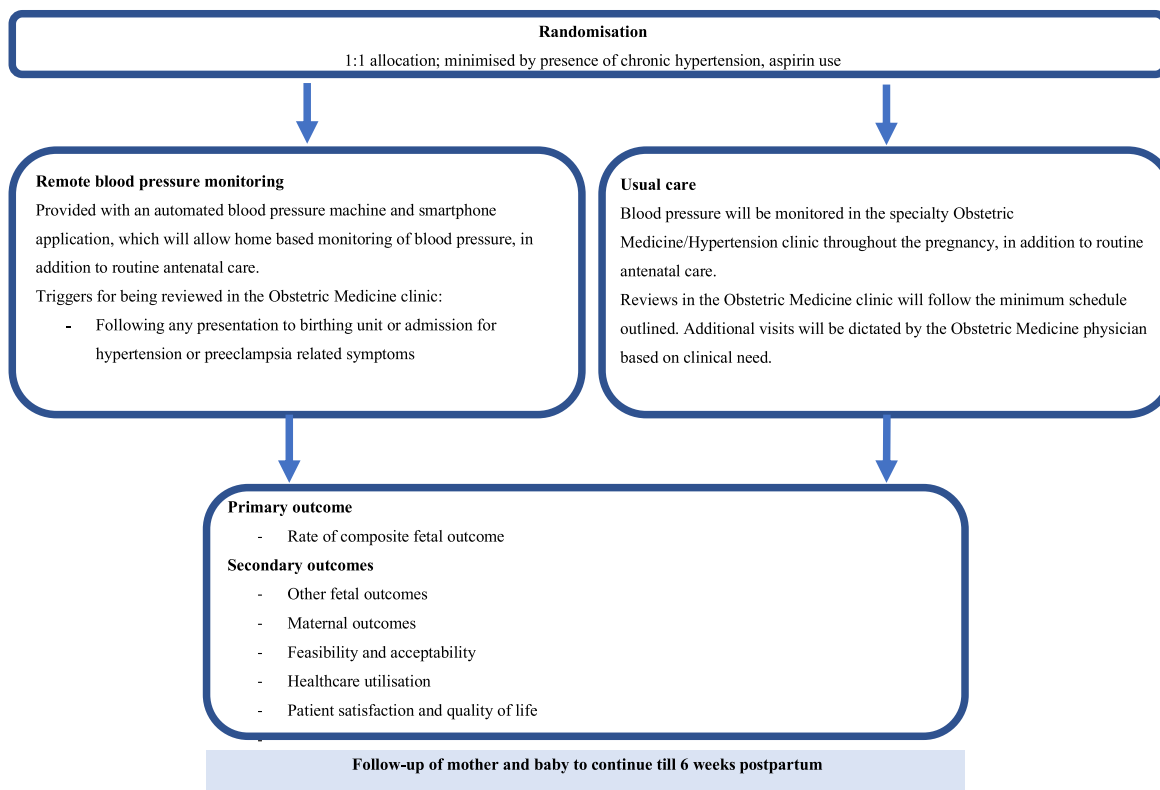 Randomisation
1:1 allocation; minimised by presence of chronic hypertension, aspirin use
Remote blood pressure monitoring
Provided with an automated blood pressure machine and smartphone
application, which will allow home based monitoring of blood pressure, in
addition to routine antenatal care.
Triggers for being reviewed in the Obstetric Medicine clinic:
- Following any presentation to birthing unit or admission for
hypertension or preeclampsia related symptoms
Usual care
Blood pressure will be monitored in the specialty Obstetric
Medicine/Hypertension clinic throughout the pregnancy, in addition to routine
antenatal care.
Reviews in the Obstetric Medicine clinic will follow the minimum schedule
outlined. Additional visits will be dictated by the Obstetric Medicine physician
based on clinical need.
Primary outcome
- Rate of composite fetal outcome
Secondary outcomes
- Other fetal outcomes
- Maternal outcomes
- Feasibility and acceptability
- Healthcare utilisation
- Patient satisfaction and quality of life
-
Follow-up of mother and baby to continue till 6 weeks postpartum